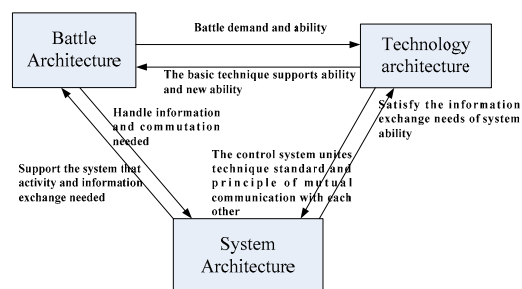 Battle
Architecture
Battle demand and ability
Technology
architecture
The basic technique supports ability
and new ability
Handle information
and commutation
needed
Satisfy the information
exchange needs of system
ability
Support the system that
activity and information
exchange needed
The control system unites
technique standard and
principle of mutual
communication with each
other
System
Architecture